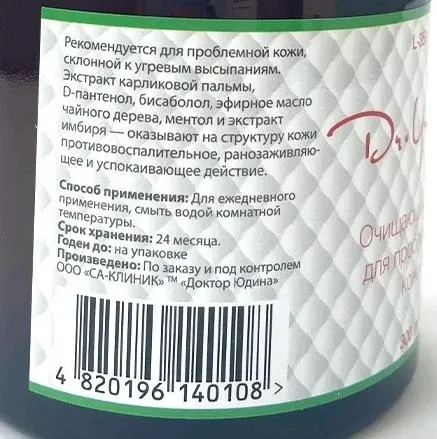 Рекомендуется для проблемной кожи,
склонной к угревым высыпаниям.
Экстракт карликовой пальмы,
D-пантенол, бисаболол, эфирное масло
чайного дерева, ментол и экстракт
имбиря — оказывают на структуру кожи
противовоспалительное, ранозаживляю-
щее и успокаивающее действие.
Способ применения: Для ежедневного
применения, смыть водой комнатной
температуры.
Срок хранения: 24 месяца.
Годен до: на упаковке
Произведено: По заказу и под контролем
ООО «СА-КЛИНИК»™ «Доктор Юдина»
4 820196 140108 >
Dr.
для
300